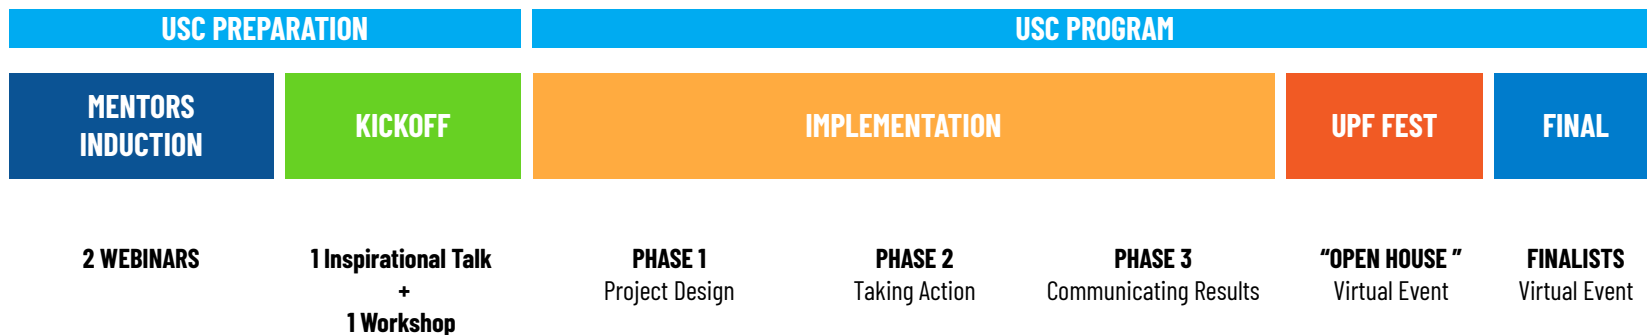 USC PREPARATION
USC PROGRAM
MENTORS
INDUCTION
KICKOFF
IMPLEMENTATION
UPF FEST
FINAL
2 WEBINARS
1 Inspirational Talk
+
1 Workshop
PHASE 1
Project Design
PHASE 2
Taking Action
PHASE 3
Communicating Results
“OPEN HOUSE ”
Virtual Event
FINALISTS
Virtual Event